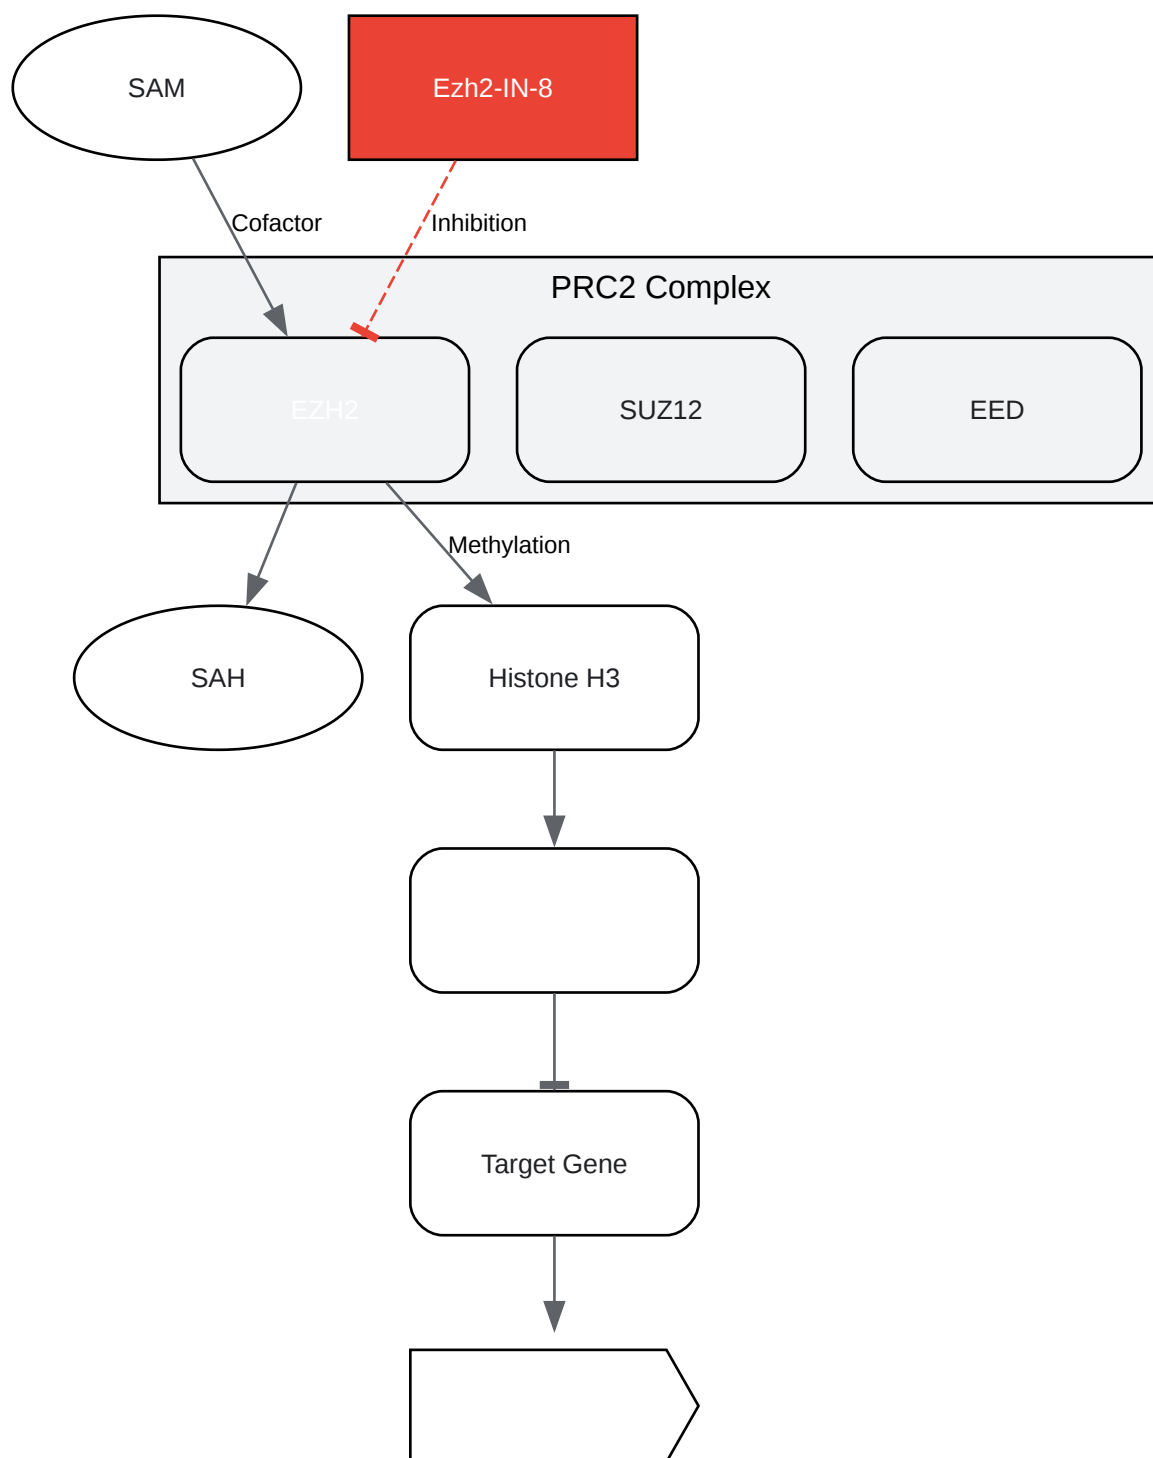 SAM
Ezh2-IN-8
Cofactor
Inhibition
PRC2 Complex
EZH2
SUZ12
EED
Methylation
SAH
Histone H3
Target Gene